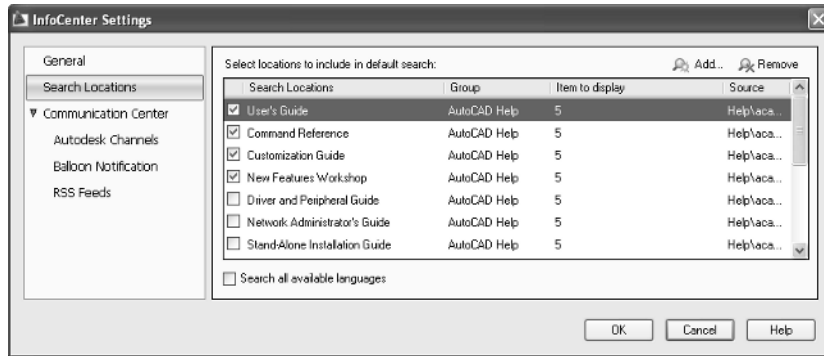 InfoCenter Settings
General
Search Locations
Communication Center
Autodesk Channels
Balloon Notification
RSS Feeds
Select locations to include in default search:
Add... Remove
Search Locations Group Item to display Source
User's Guide AutoCAD Help 5 Help\aca...
Command Reference AutoCAD Help 5 Help\aca...
Customization Guide AutoCAD Help 5 Help\aca...
New Features Workshop AutoCAD Help 5 Help\aca...
Driver and Peripheral Guide AutoCAD Help 5 Help\aca...
Network Administrator's Guide AutoCAD Help 5 Help\aca...
Stand-Alone Installation Guide AutoCAD Help 5 Help\aca...
Search all available languages
OK Cancel Help